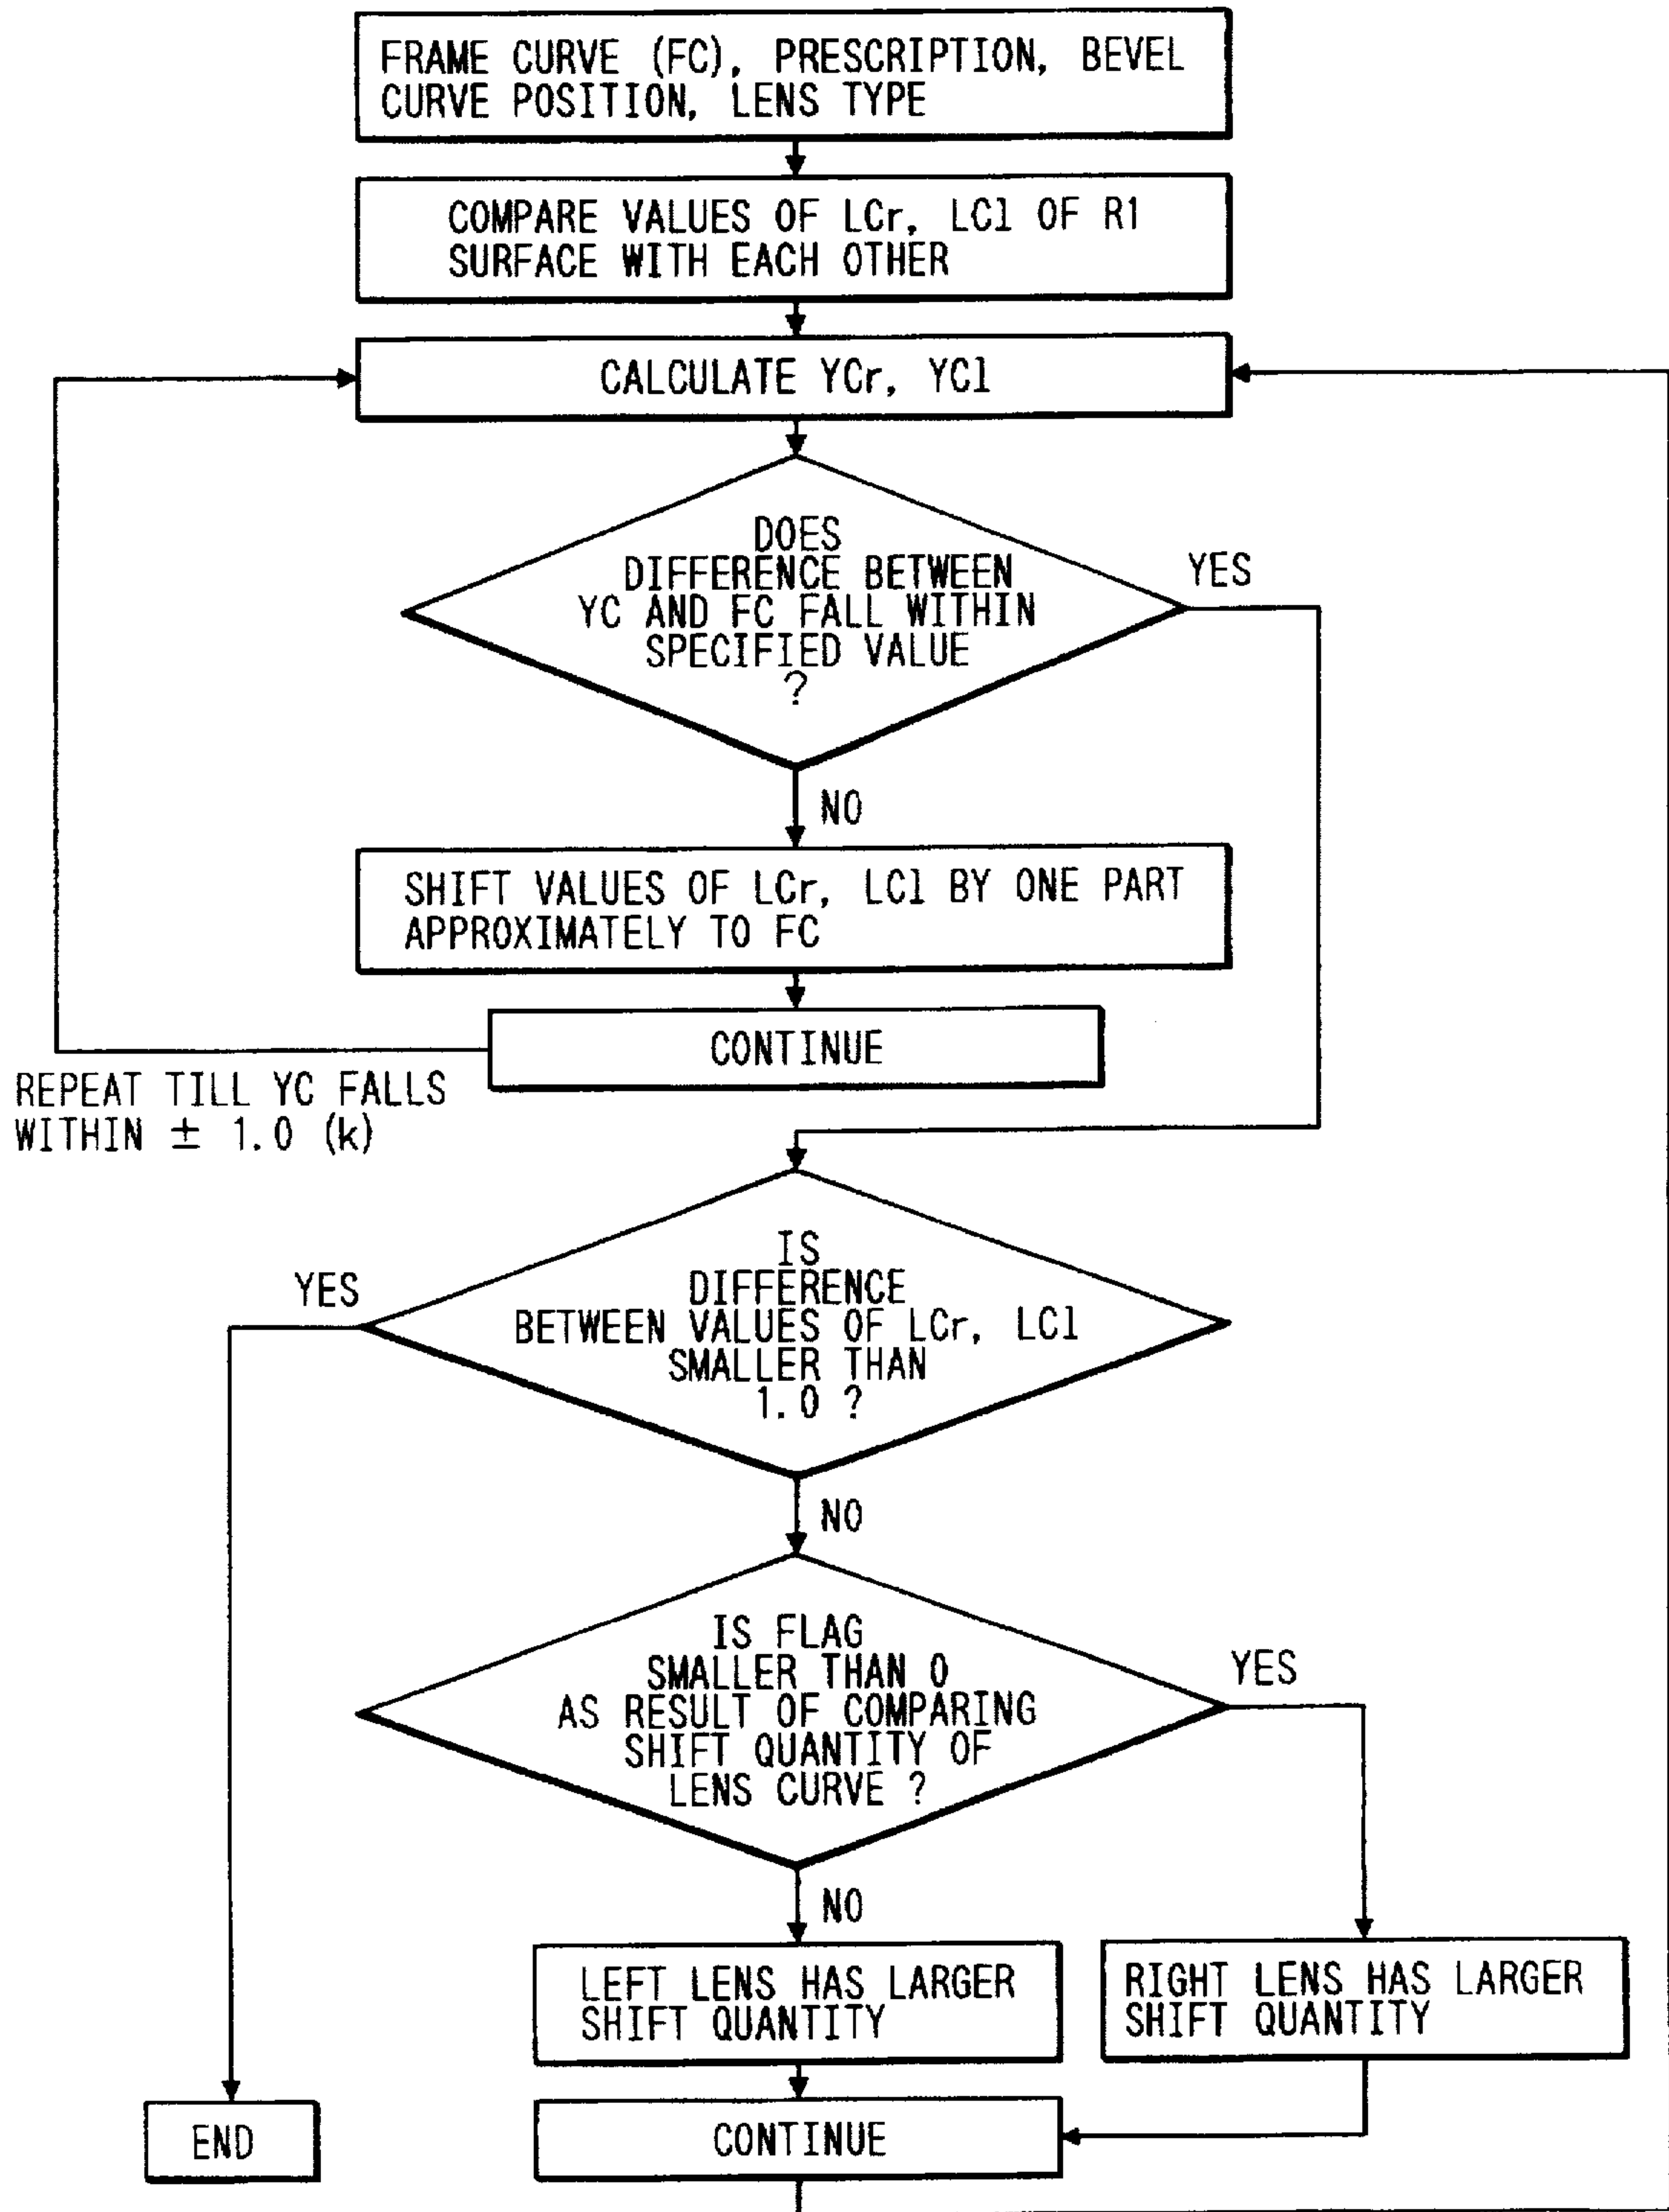 FRAME CURVE (FC), PRESCRIPTION, BEVEL
CURVE POSITION, LENS TYPE
COMPARE VALUES OF LCr, LCl OF R1
SURFACE WITH EACH OTHER
CALCULATE YCr, YCl
DOES
DIFFERENCE BETWEEN
YC AND FC FALL WITHIN
SPECIFIED VALUE
?
YES
NO
SHIFT VALUES OF LCr, LCl BY ONE PART
APPROXIMATELY TO FC
CONTINUE
REPEAT TILL YC FALLS
WITHIN ± 1.0 (k)
IS
DIFFERENCE
BETWEEN VALUES OF LCr, LCl
SMALLER THAN
1.0 ?
YES
NO
IS FLAG
SMALLER THAN 0
AS RESULT OF COMPARING
SHIFT QUANTITY OF
LENS CURVE ?
YES
NO
LEFT LENS HAS LARGER
SHIFT QUANTITY
RIGHT LENS HAS LARGER
SHIFT QUANTITY
END
CONTINUE